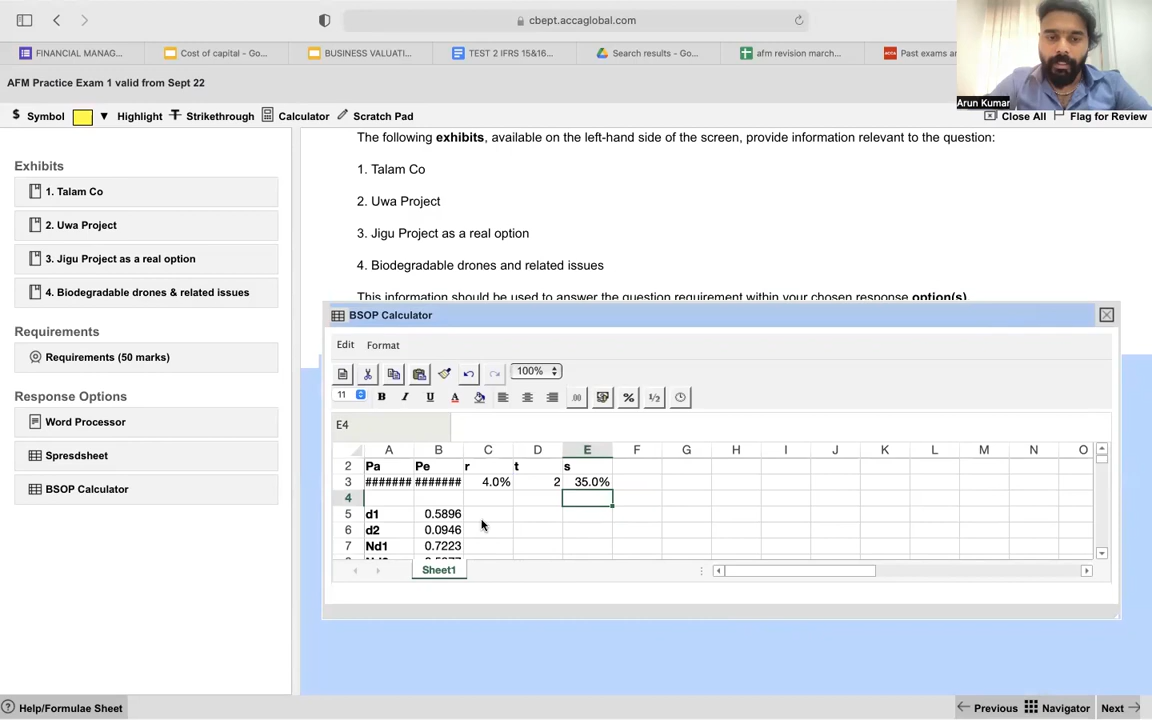 cbept.accaglobal.com
FINANCIAL MANAG... Cost of capital - Go... BUSINESS VALUATI... TEST 2 IFRS 15&16... Search results - Go... afm revision march... ACCA Past exams an
AFM Practice Exam 1 valid from Sept 22
Arun Kumar
$ Symbol Highlight Strikethrough Calculator Scratch Pad Close All Flag for Review
Exhibits
1. Talam Co
2. Uwa Project
3. Jigu Project as a real option
4. Biodegradable drones & related issues
Requirements
Requirements (50 marks)
Response Options
Word Processor
Spreadsheet
BSOP Calculator
The following exhibits, available on the left-hand side of the screen, provide information relevant to the question:
1. Talam Co
2. Uwa Project
3. Jigu Project as a real option
4. Biodegradable drones and related issues
This information should be used to answer the question requirement within your chosen response option(s).
BSOP Calculator
Edit Format
100%
11 B I U A .00 % 1/2
E4
A B C D E F G H I J K L M N O
2 Pa Pe r t s
3 ####### ####### 4.0% 2 35.0%
4
5 d1 0.5896
6 d2 0.0946
7 Nd1 0.7223
Sheet1
? Help/Formulae Sheet Previous Navigator Next